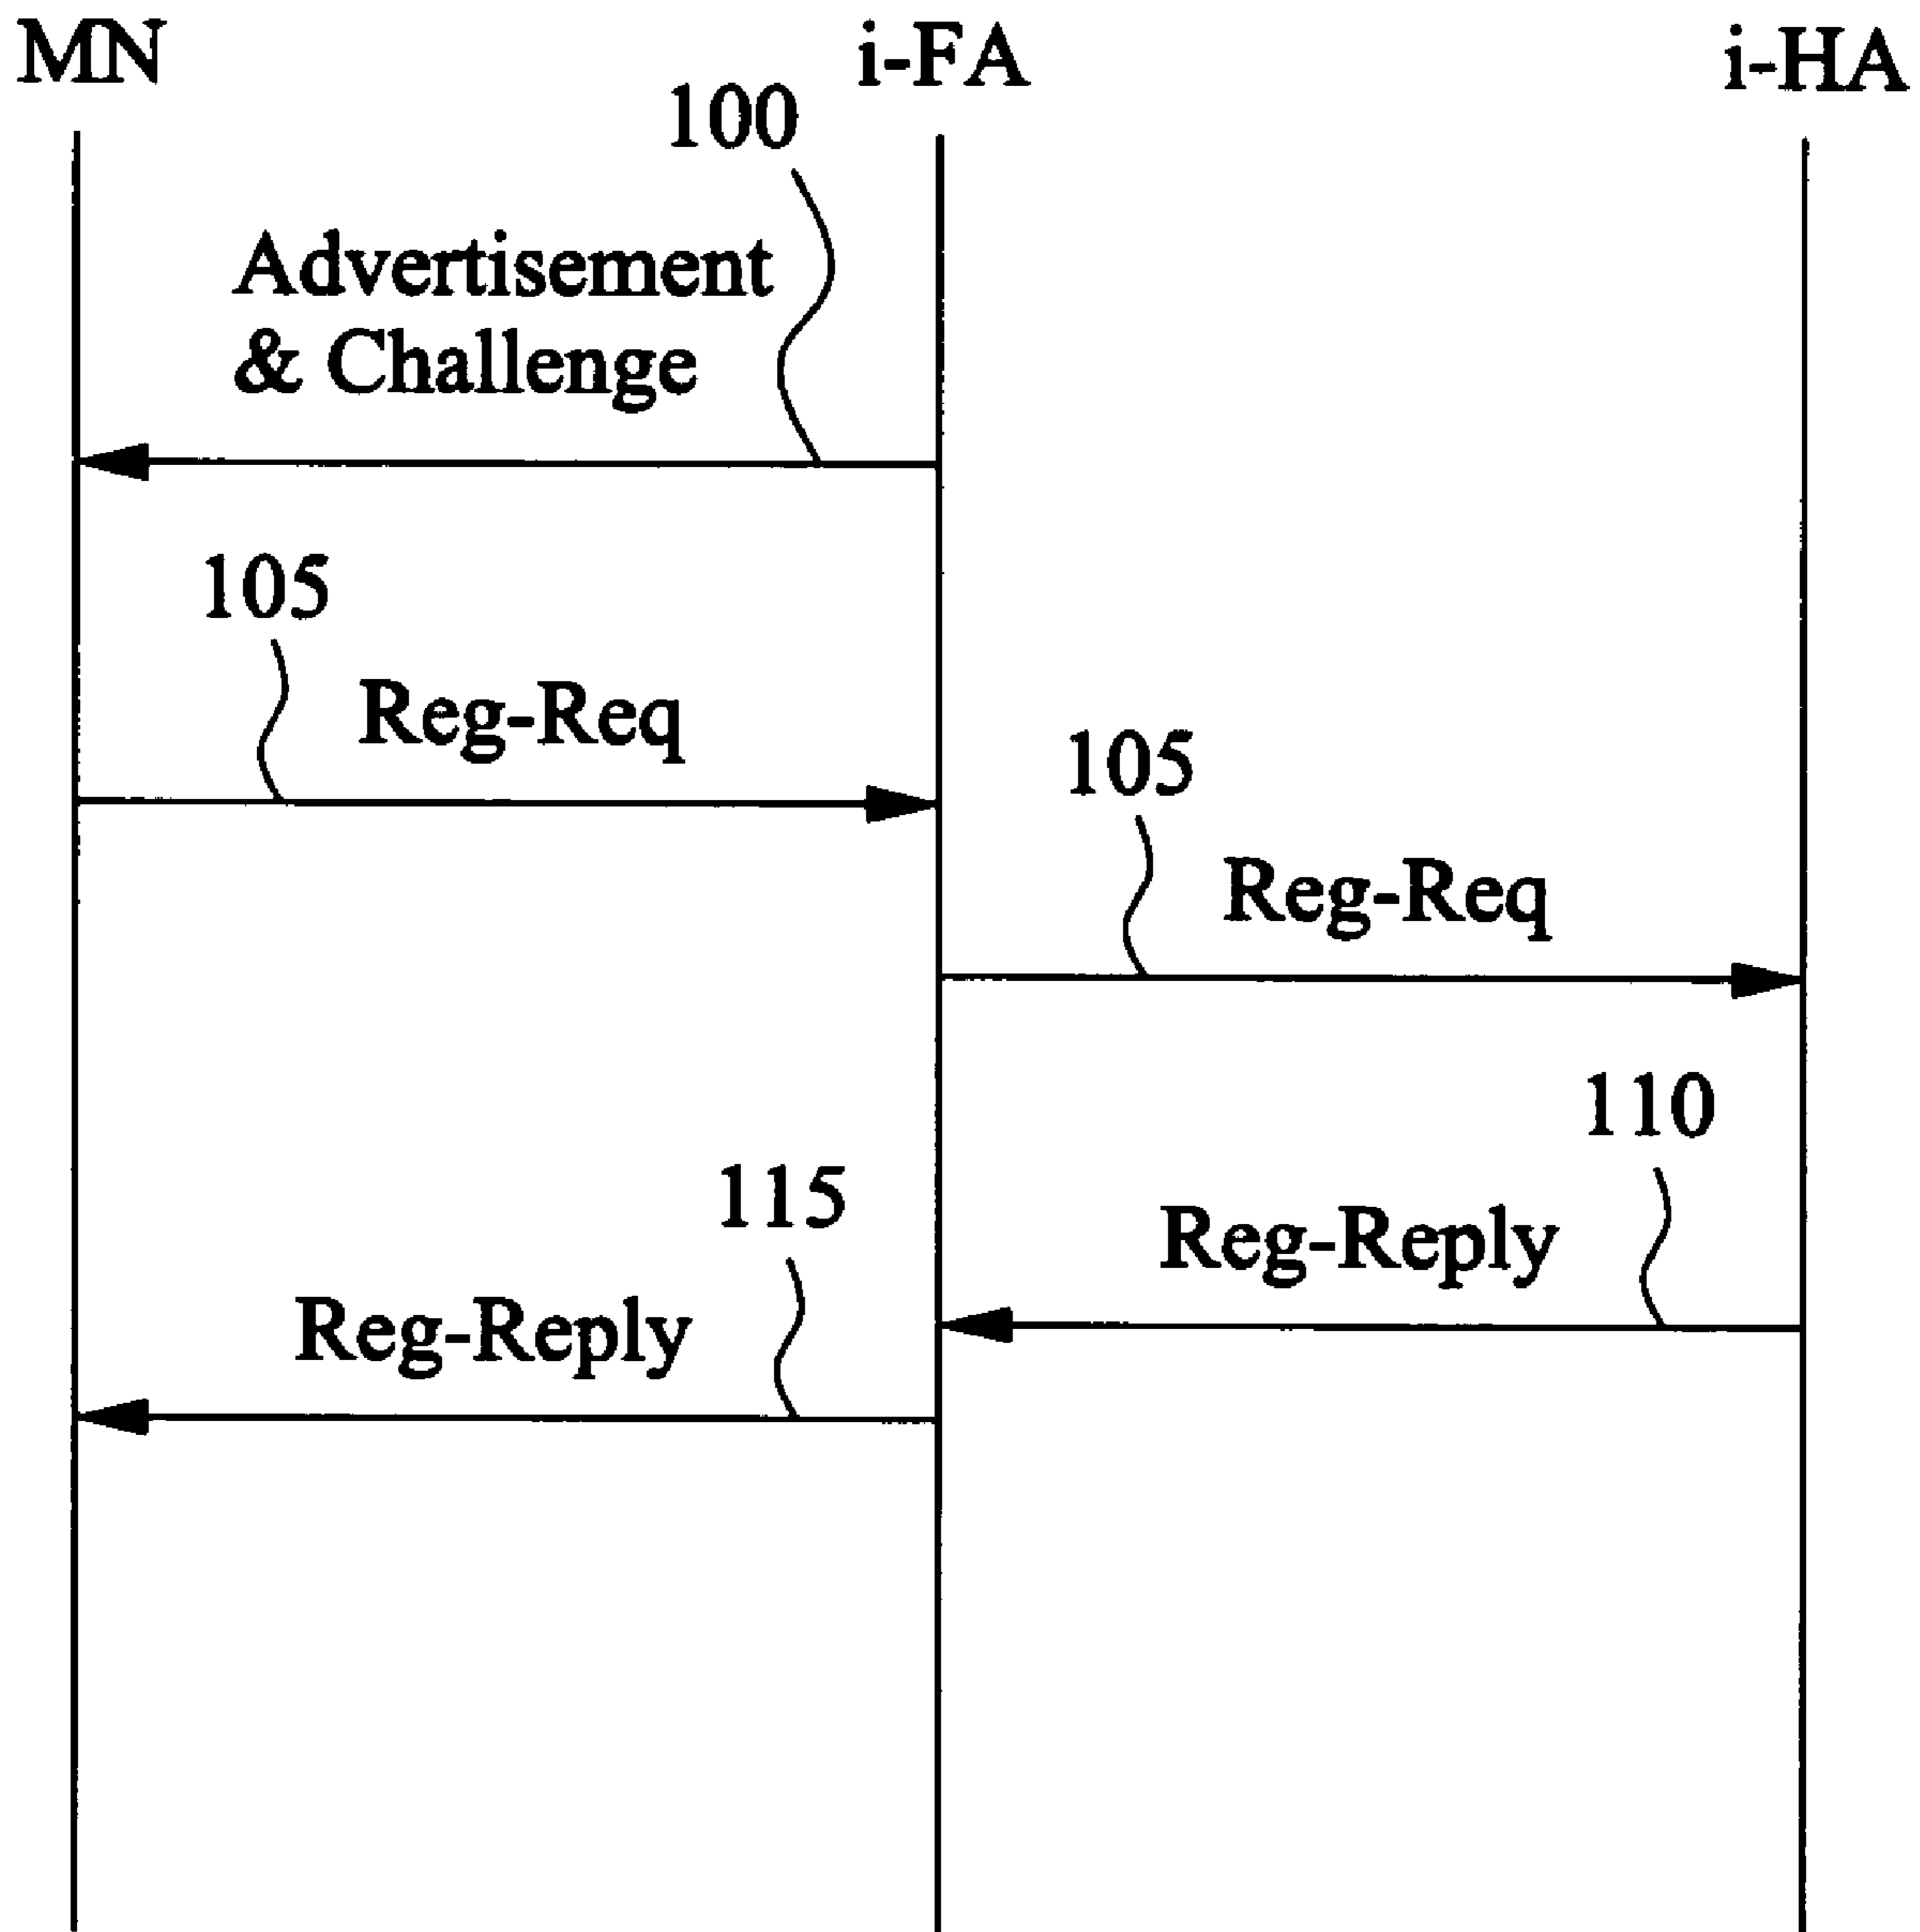 MN
i-FA
i-HA
100
Advertisement
& Challenge
105
Reg-Req
105
Reg-Req
110
115
Reg-Reply
Reg-Reply